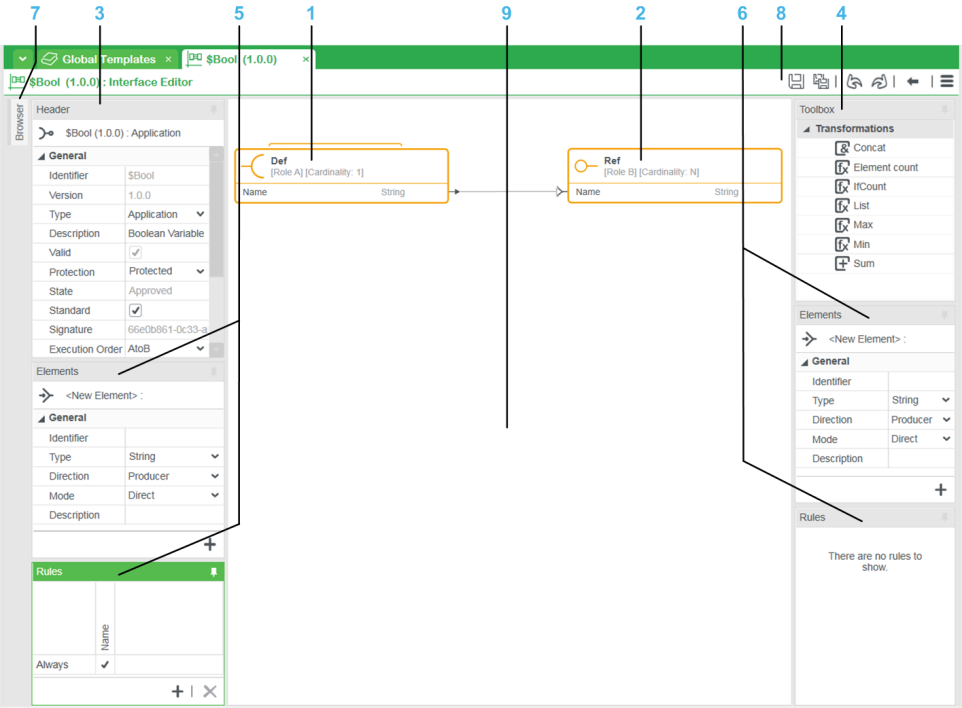 7 3 5 1 9 2 6 8 4
Global Templates × $Bool (1.0.0) ×
$Bool (1.0.0) : Interface Editor
Browser
Header
$Bool (1.0.0) : Application
General
Identifier $Bool
Version 1.0.0
Type Application
Description Boolean Variable
Valid
Protection Protected
State Approved
Standard
Signature 66e0b861-0c33-a
Execution Order AtoB
Elements
<New Element> :
General
Identifier
Type String
Direction Producer
Mode Direct
Description
Rules
Name
Always
Def
[Role A] [Cardinality: 1]
Name String
Ref
[Role B] [Cardinality: N]
Name String
Toolbox
Transformations
Concat
Element count
IfCount
List
Max
Min
Sum
Elements
<New Element> :
General
Identifier
Type String
Direction Producer
Mode Direct
Description
Rules
There are no rules to
show.